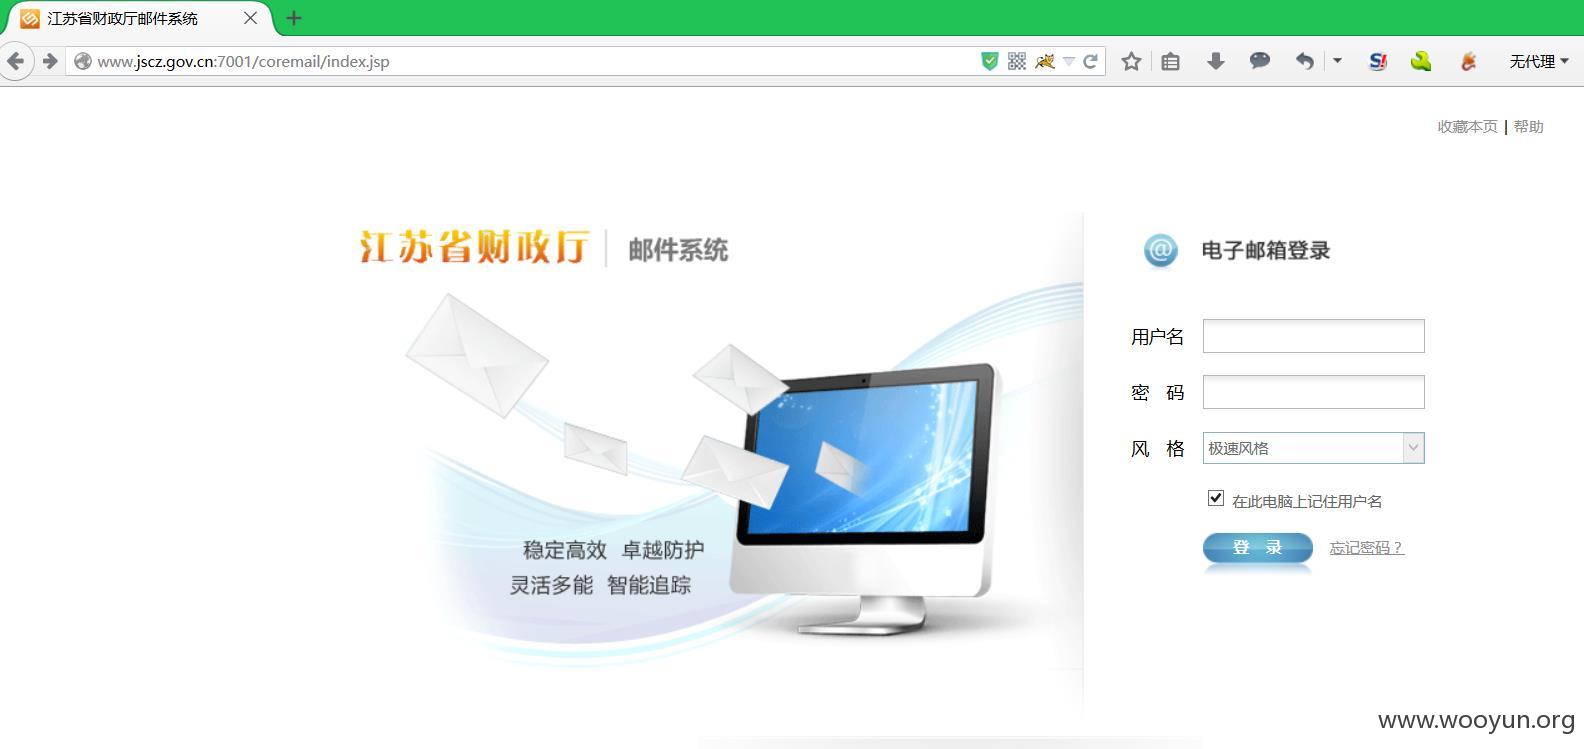 江苏省财政厅邮件系统
www.jscz.gov.cn:7001/coremail/index.jsp
无代理
收藏本页 | 帮助
江苏省财政厅 | 邮件系统
电子邮箱登录
用户名
密 码
风 格 极速风格
在此电脑上记住用户名
登 录 忘记密码？
稳定高效 卓越防护
灵活多能 智能追踪
www.wooyun.org